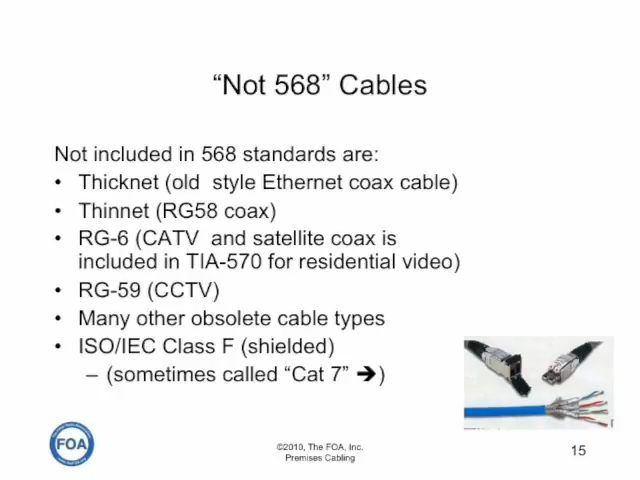 “Not 568” Cables
Not included in 568 standards are:
• Thicknet (old  style Ethernet coax cable)
• Thinnet (RG58 coax)
• RG-6 (CATV  and satellite coax is
included in TIA-570 for residential video)
• RG-59 (CCTV)
• Many other obsolete cable types
• ISO/IEC Class F (shielded)
– (sometimes called “Cat 7” ➔)
FOA
©2010, The FOA, Inc.
Premises Cabling
15